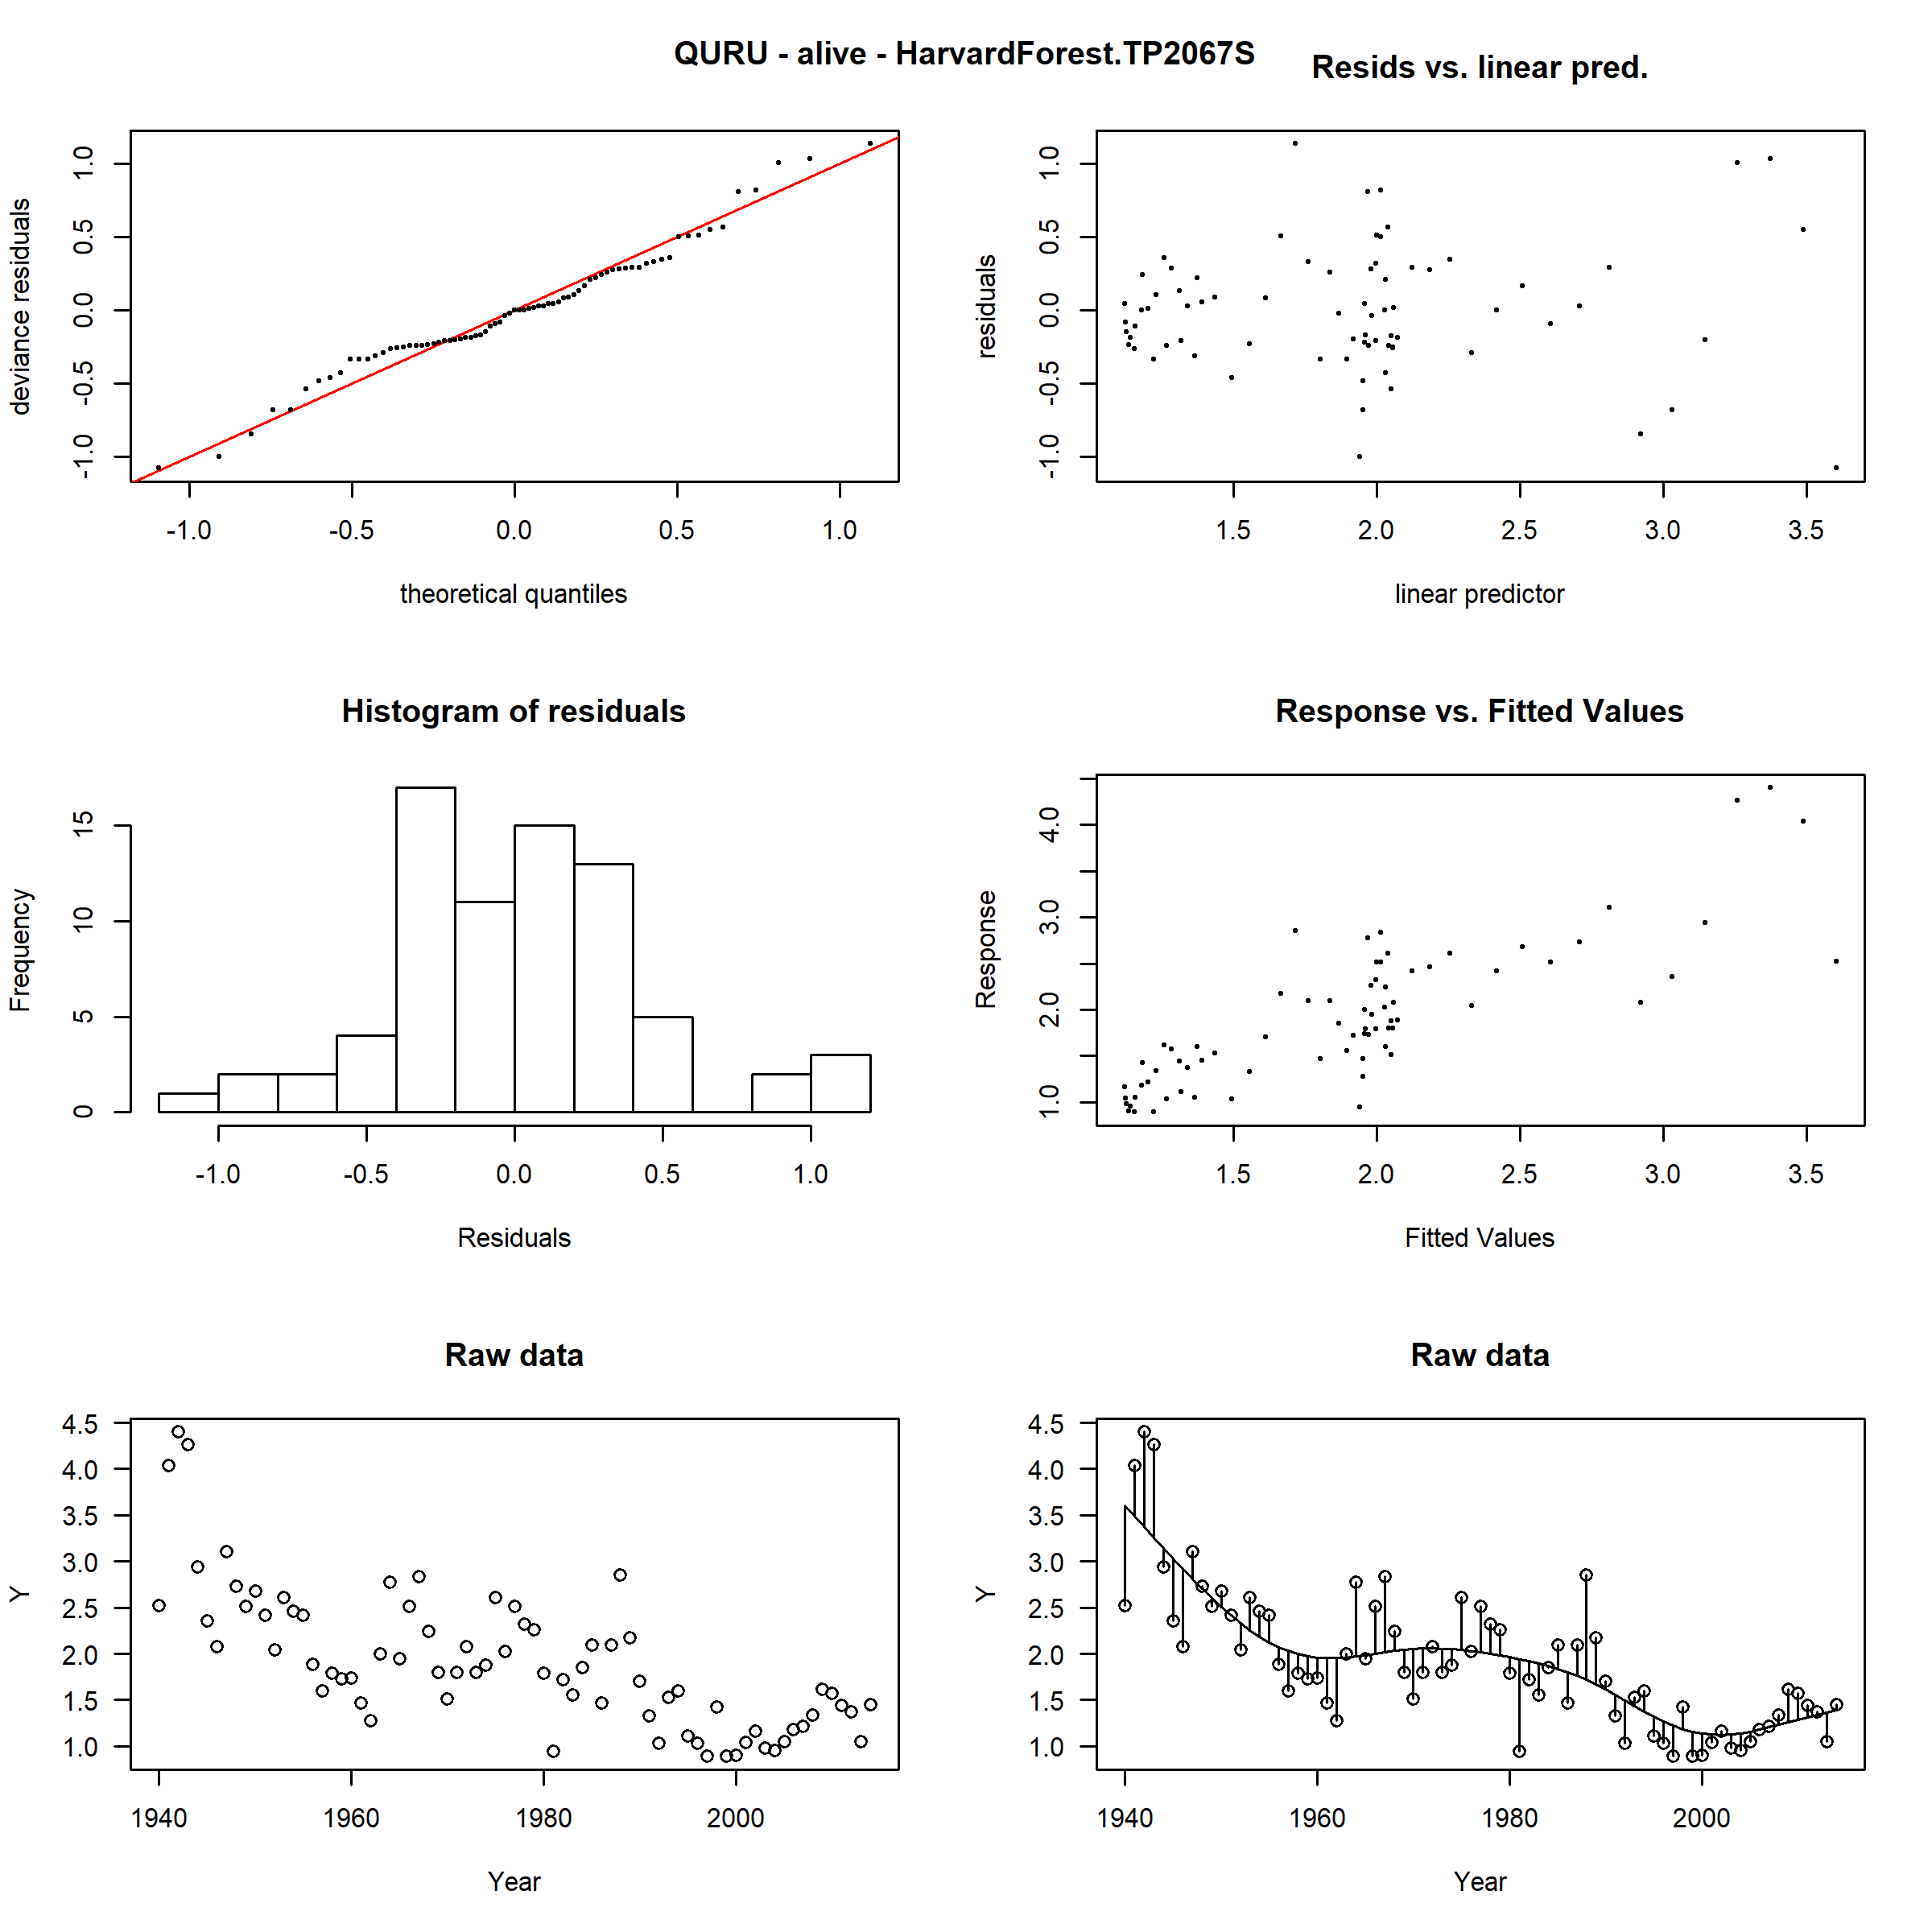 QURU - alive - HarvardForest.TP2067S
Resids vs. linear pred.
deviance residuals
1.0
0.5
0.0
-0.5
-1.0
-1.0 -0.5 0.0 0.5 1.0
theoretical quantiles
residuals
1.0
0.5
0.0
-0.5
-1.0
1.5 2.0 2.5 3.0 3.5
linear predictor
Histogram of residuals
Frequency
15
10
5
0
-1.0 -0.5 0.0 0.5 1.0
Residuals
Response vs. Fitted Values
Response
4.0
3.0
2.0
1.0
1.5 2.0 2.5 3.0 3.5
Fitted Values
Raw data
Y
4.5
4.0
3.5
3.0
2.5
2.0
1.5
1.0
1940 1960 1980 2000
Year
Raw data
Y
4.5
4.0
3.5
3.0
2.5
2.0
1.5
1.0
1940 1960 1980 2000
Year